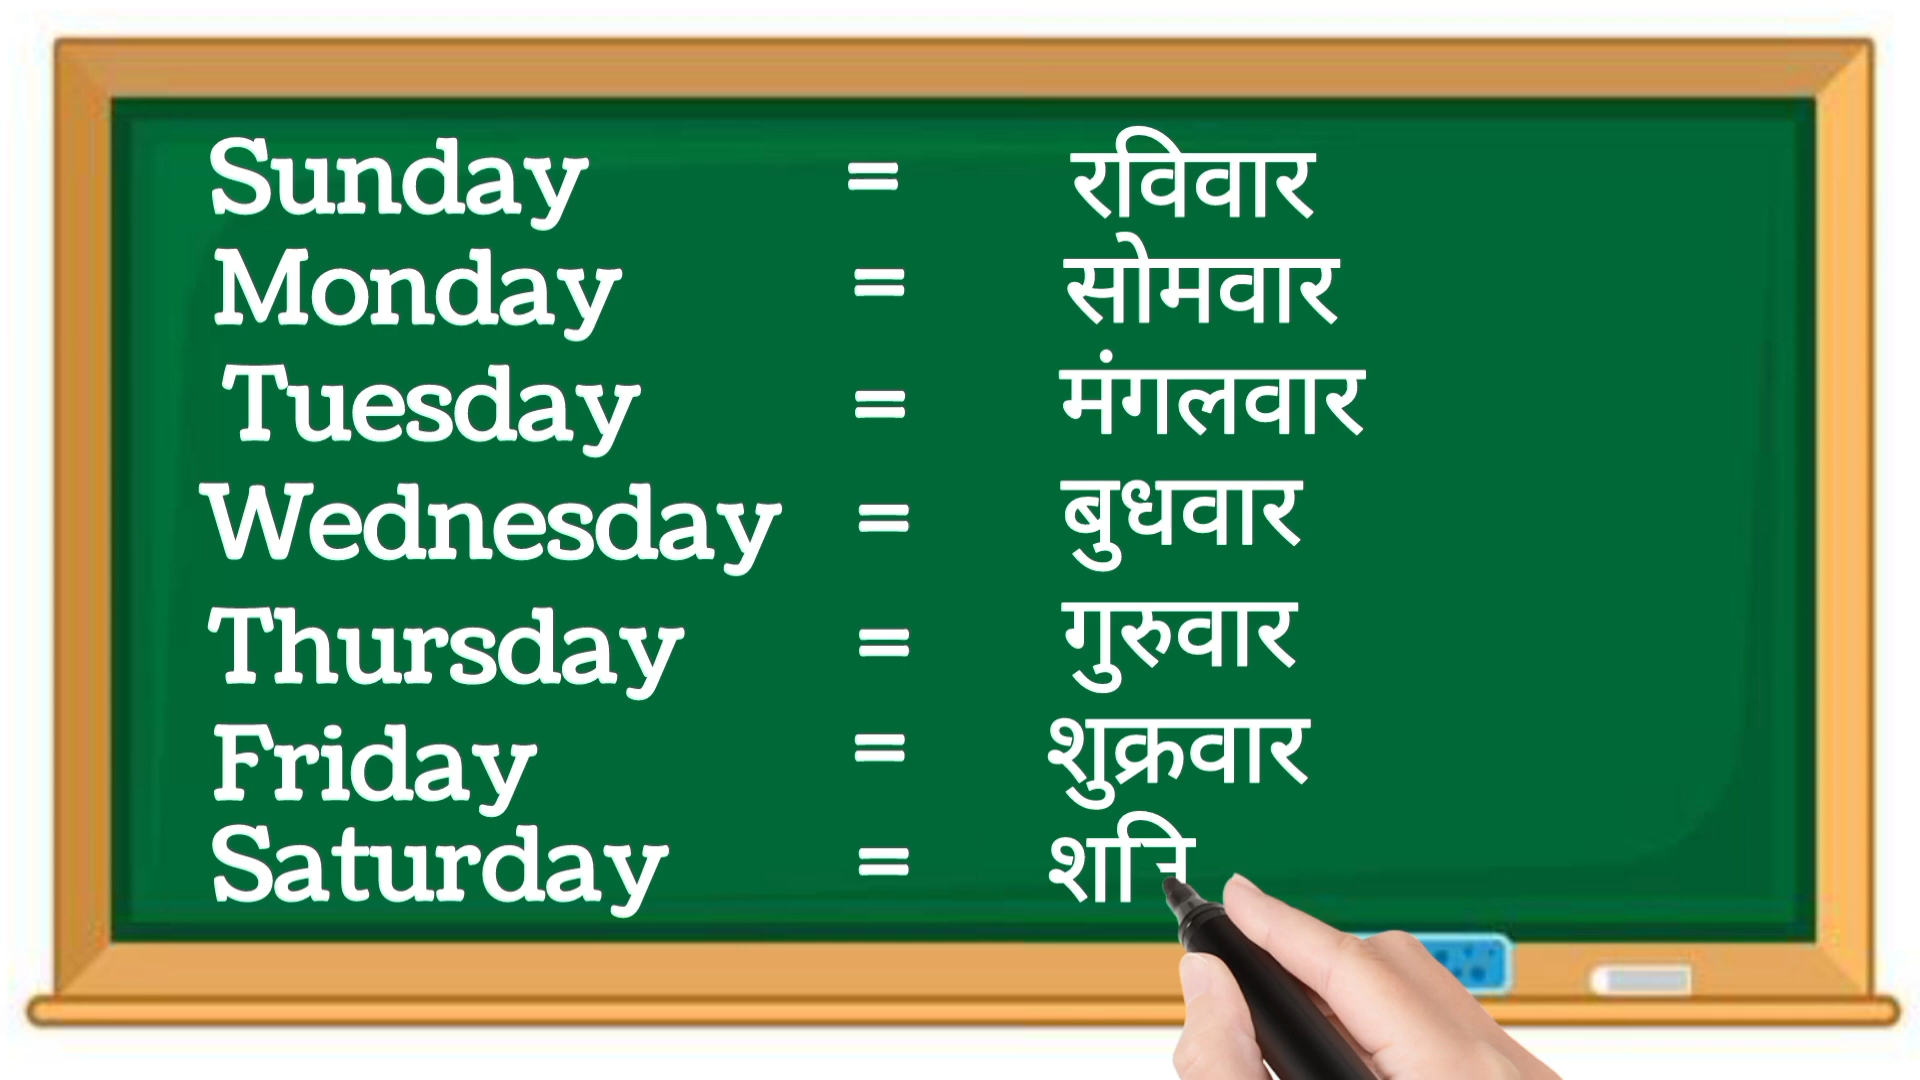 Sunday = रविवार
Monday = सोमवार
Tuesday = मंगलवार
Wednesday = बुधवार
Thursday = गुरुवार
Friday = शुक्रवार
Saturday = शनि